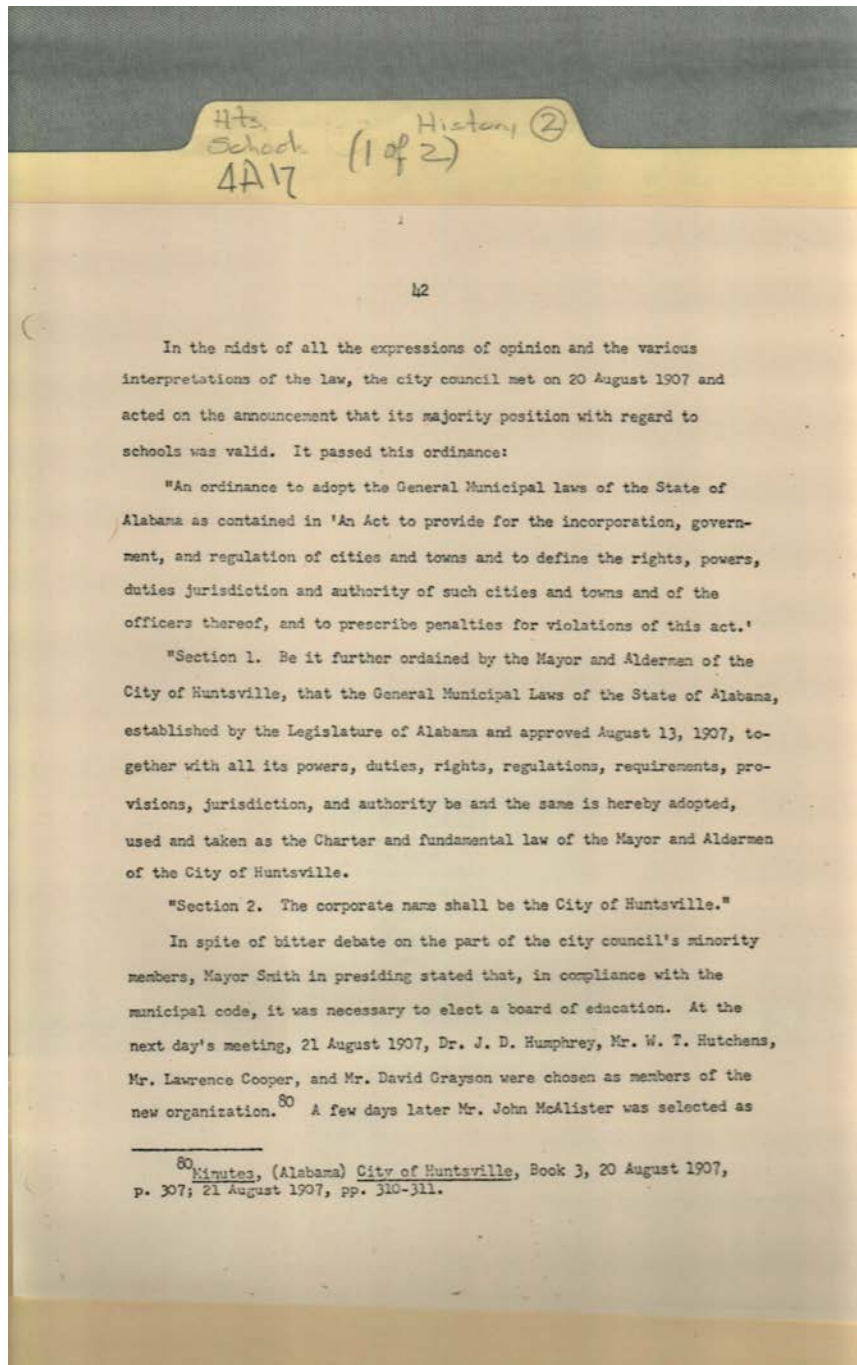 Hts. History ②
School (1 of 2)
4A17
42
In the midst of all the expressions of opinion and the various
interpretations of the law, the city council met on 20 August 1907 and
acted on the announcement that its majority position with regard to
schools was valid. It passed this ordinance:
"An ordinance to adopt the General Municipal laws of the State of
Alabama as contained in 'An Act to provide for the incorporation, govern-
ment, and regulation of cities and towns and to define the rights, powers,
duties jurisdiction and authority of such cities and towns and of the
officers thereof, and to prescribe penalties for violations of this act.'
"Section 1. Be it further ordained by the Mayor and Aldermen of the
City of Huntsville, that the General Municipal Laws of the State of Alabama,
established by the Legislature of Alabama and approved August 13, 1907, to-
gether with all its powers, duties, rights, regulations, requirements, pro-
visions, jurisdiction, and authority be and the same is hereby adopted,
used and taken as the Charter and fundamental law of the Mayor and Aldermen
of the City of Huntsville.
"Section 2. The corporate name shall be the City of Huntsville."
In spite of bitter debate on the part of the city council's minority
members, Mayor Smith in presiding stated that, in compliance with the
municipal code, it was necessary to elect a board of education. At the
next day's meeting, 21 August 1907, Dr. J. D. Humphrey, Mr. W. T. Hutchens,
Mr. Lawrence Cooper, and Mr. David Grayson were chosen as members of the
new organization.80 A few days later Mr. John McAlister was selected as
80Minutes, (Alabama) City of Huntsville, Book 3, 20 August 1907,
p. 307; 21 August 1907, pp. 310-311.